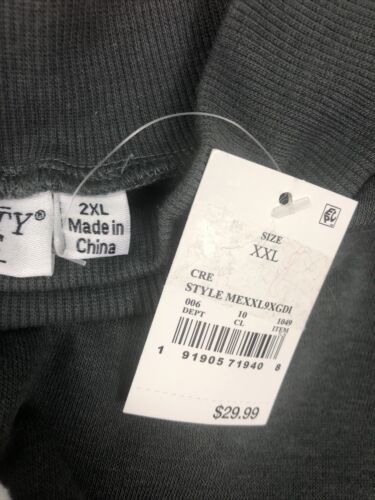 TY®
2XL
Made in
China
SIZE
XXL
CRE
STYLE MEXXL9XGDI
006 10 1049
DEPT CL ITEM
1 91905 71940 8
$29.99